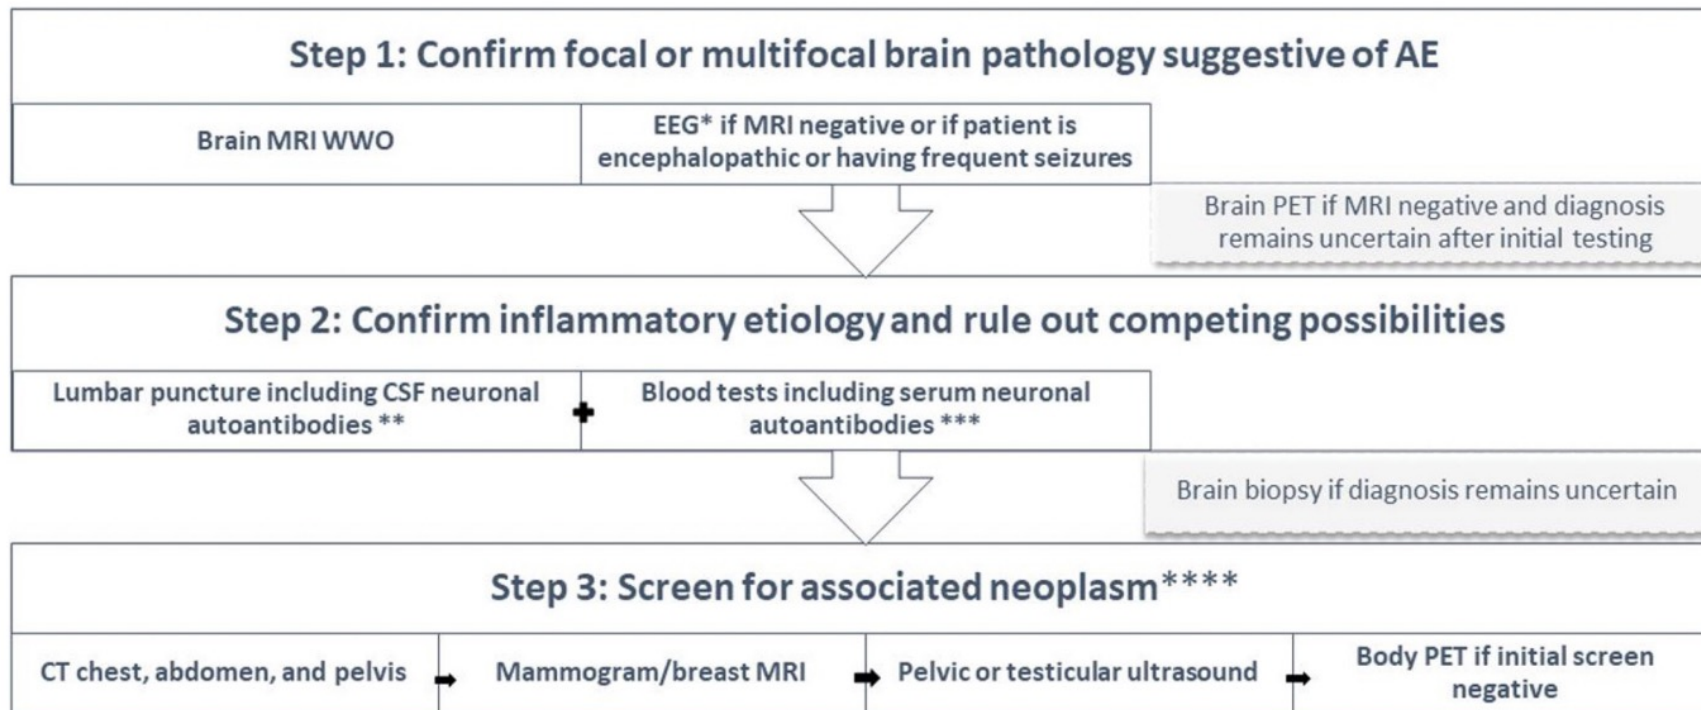 Step 1: Confirm focal or multifocal brain pathology suggestive of AE
Brain MRI WWO
EEG* if MRI negative or if patient is
encephalopathic or having frequent seizures
Brain PET if MRI negative and diagnosis
remains uncertain after initial testing
Step 2: Confirm inflammatory etiology and rule out competing possibilities
Lumbar puncture including CSF neuronal
autoantibodies **
Blood tests including serum neuronal
autoantibodies ***
Brain biopsy if diagnosis remains uncertain
Step 3: Screen for associated neoplasm****
CT chest, abdomen, and pelvis
Mammogram/breast MRI
Pelvic or testicular ultrasound
Body PET if initial screen
negative